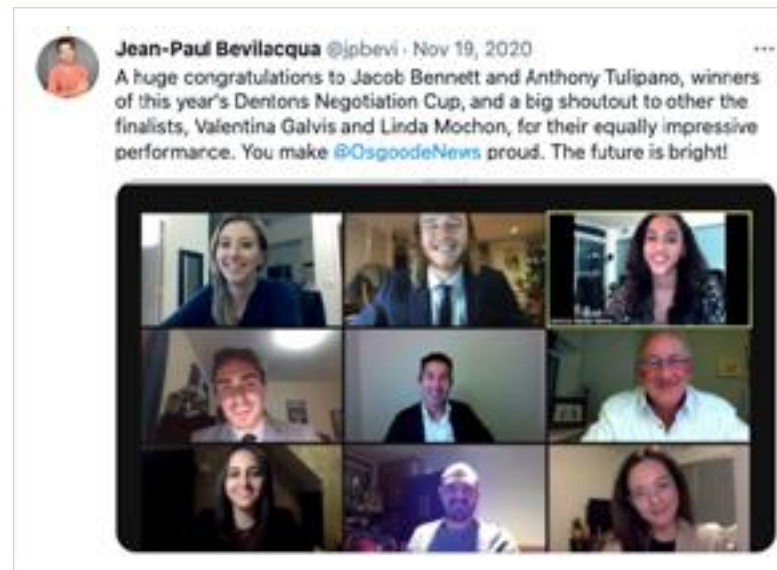 Jean-Paul Bevilacqua @jpbevi · Nov 19, 2020 ...
A huge congratulations to Jacob Bennett and Anthony Tulipano, winners
of this year's Dentons Negotiation Cup, and a big shoutout to other the
finalists, Valentina Galvis and Linda Mochon, for their equally impressive
performance. You make @OsgoodeNews proud. The future is bright!